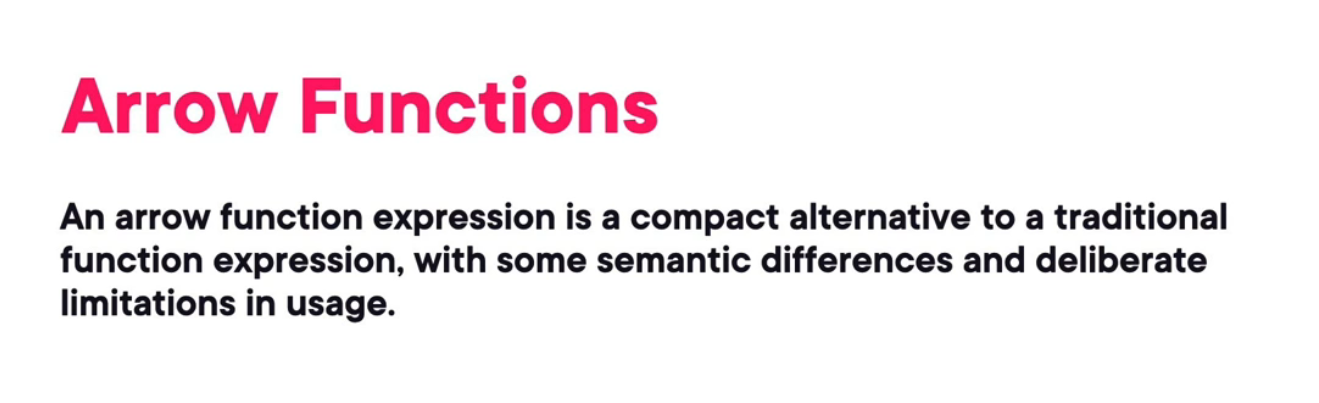 Arrow Functions
An arrow function expression is a compact alternative to a traditional
function expression, with some semantic differences and deliberate
limitations in usage.